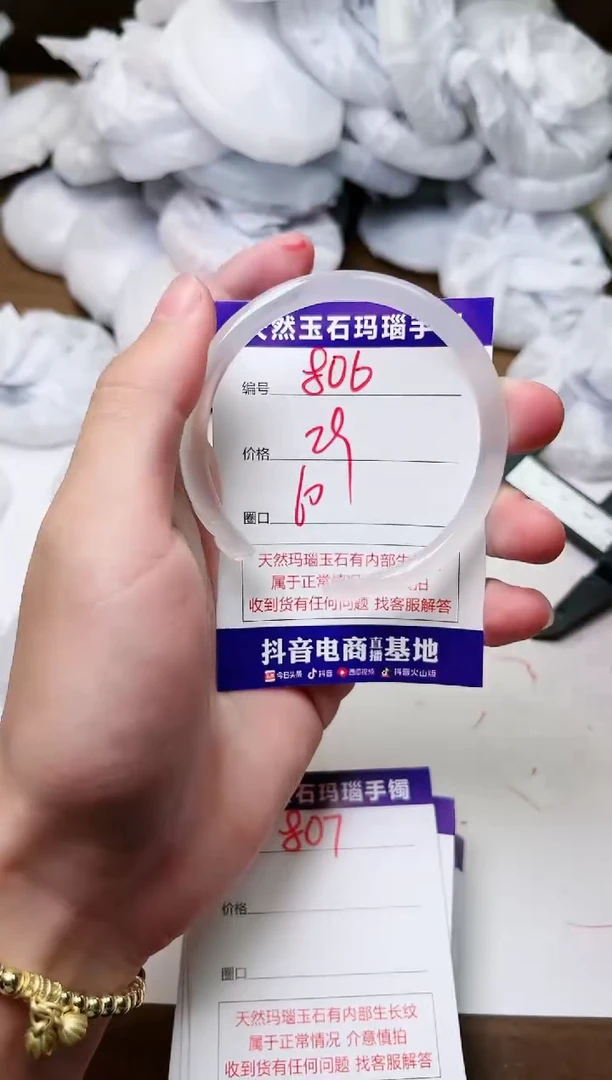 天然玉石玛瑙手
编号 806
价格 29
圈口 60
天然玛瑙玉石有内部生
属于正常情况 拍
收到货有任何问题 找客服解答
抖音电商直播基地
今日头条 抖音 西瓜视频 抖音火山版
石玛瑙手镯
807
价格
圈口
天然玛瑙玉石有内部生长纹
属于正常情况 介意慎拍
收到货有任何问题 找客服解答